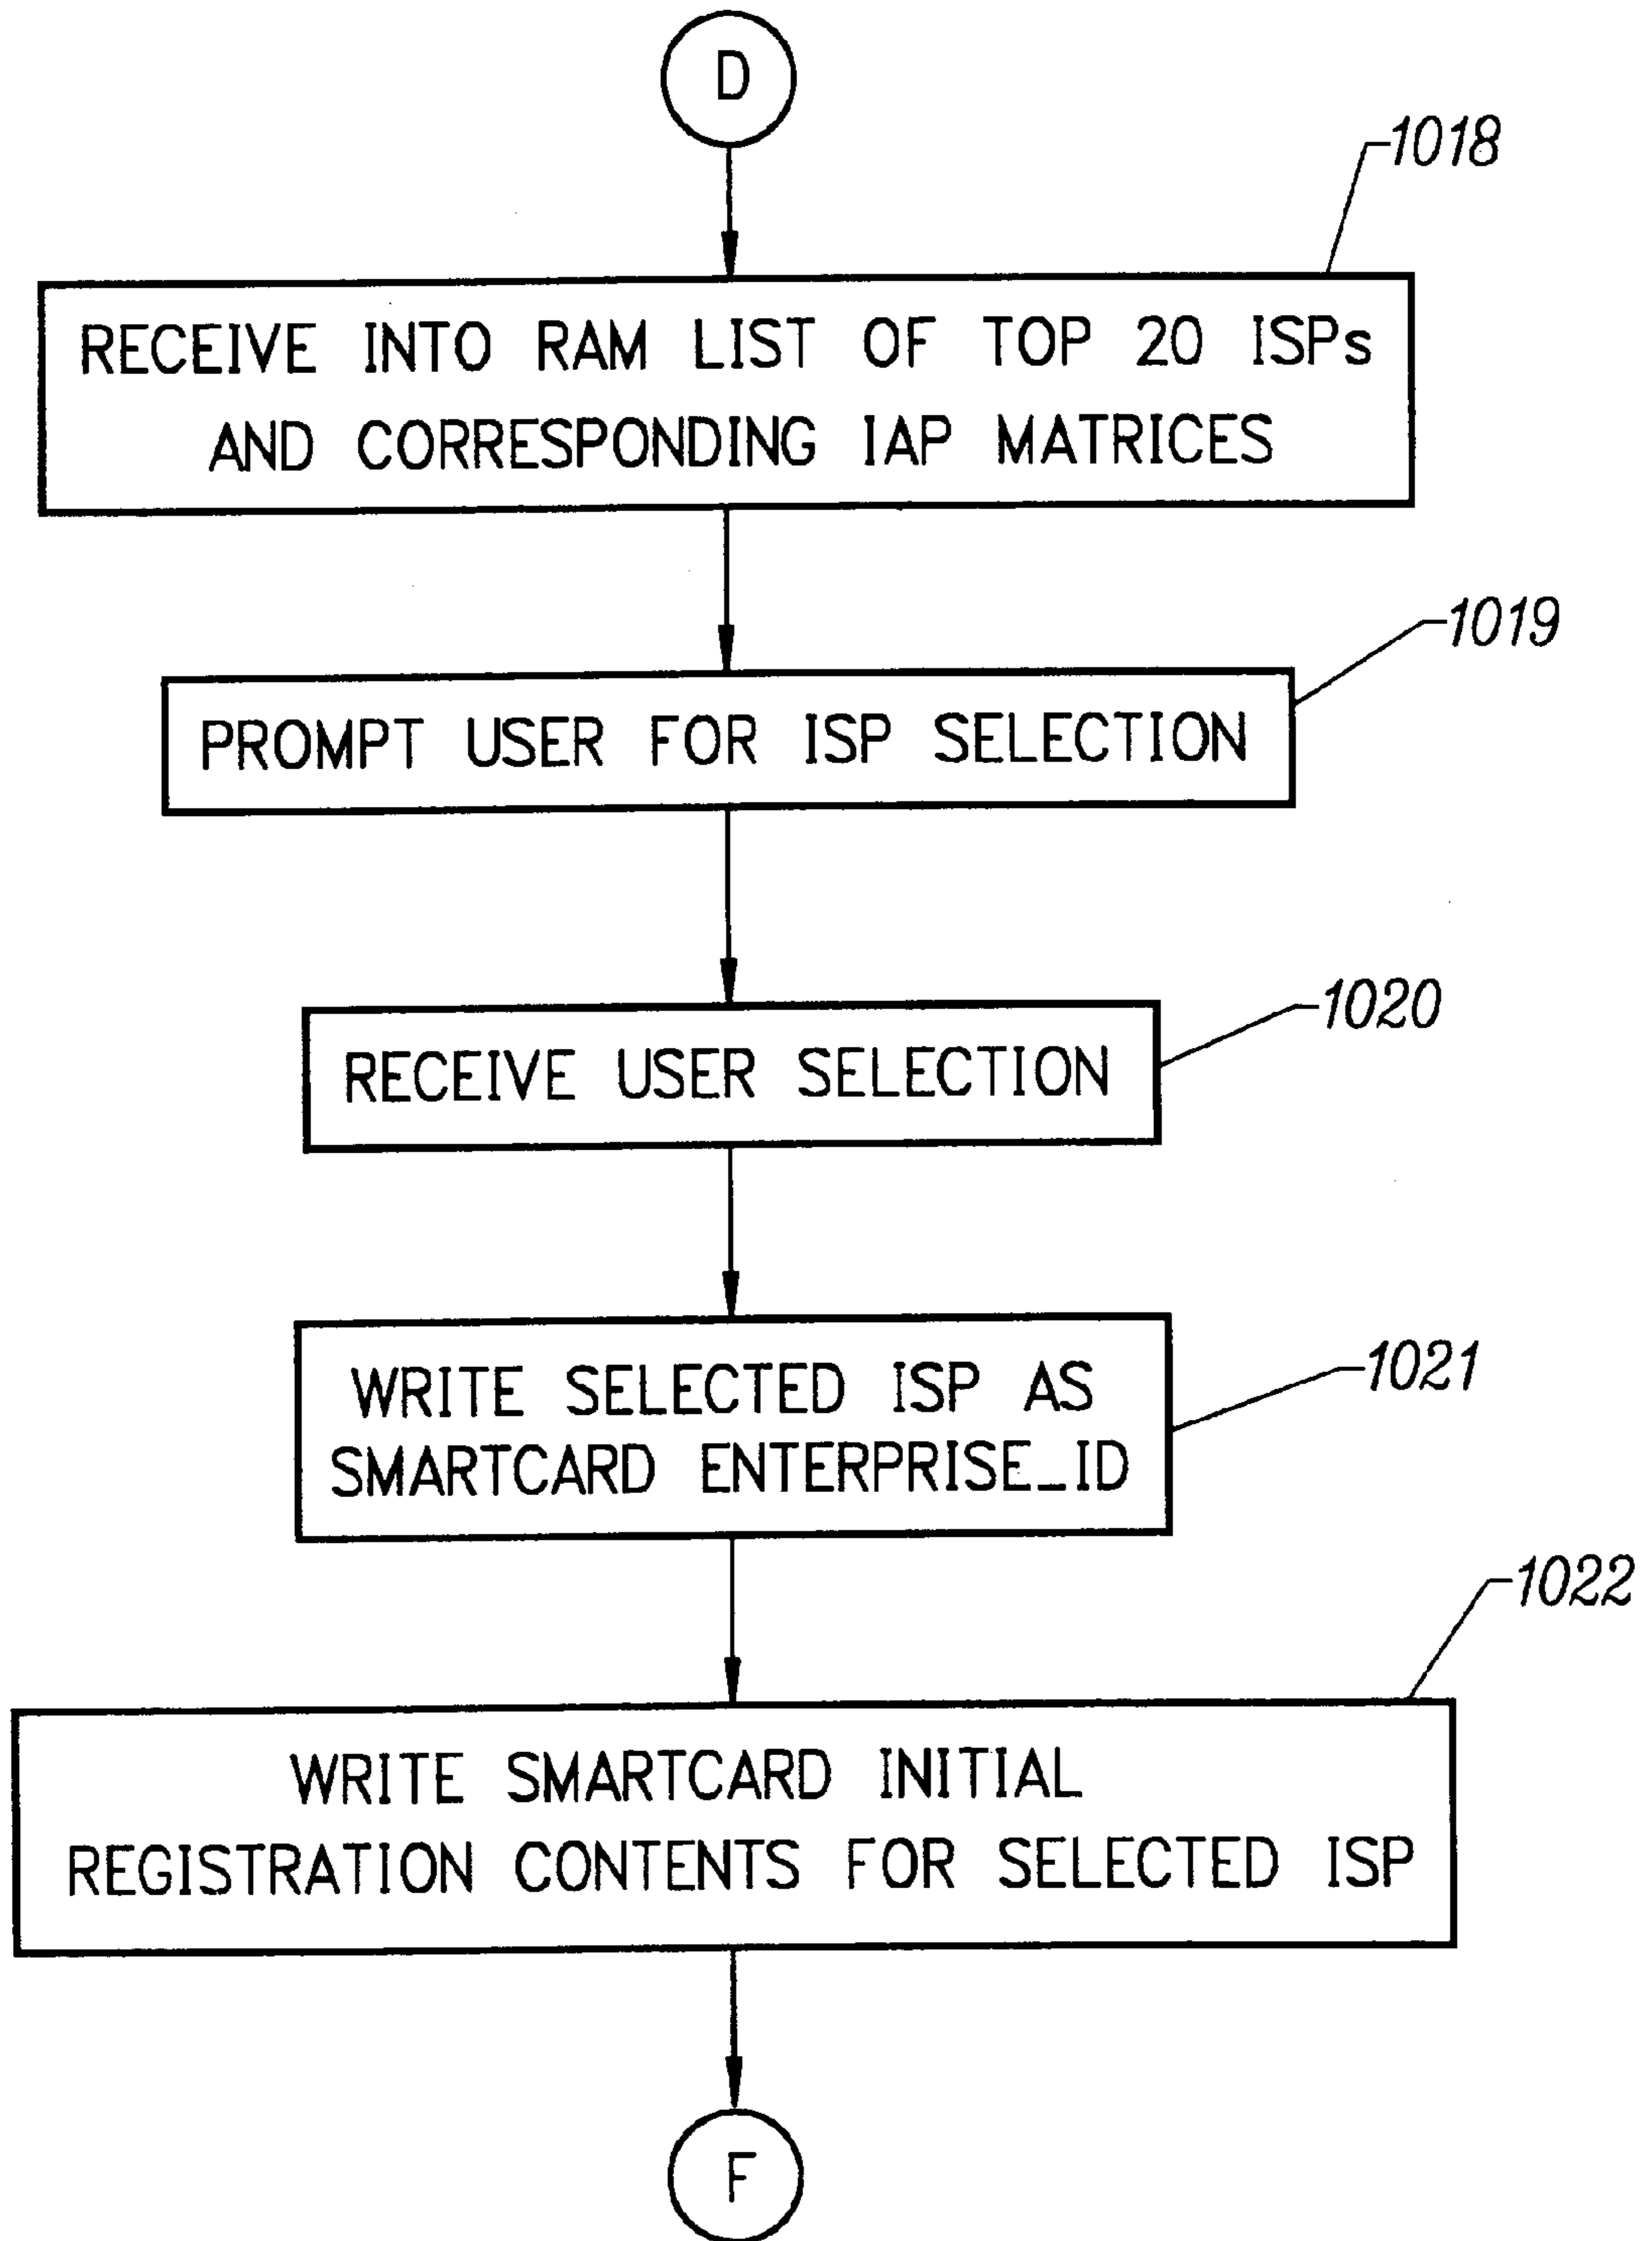 D
1018
RECEIVE INTO RAM LIST OF TOP 20 ISPs
AND CORRESPONDING IAP MATRICES
1019
PROMPT USER FOR ISP SELECTION
1020
RECEIVE USER SELECTION
1021
WRITE SELECTED ISP AS
SMARTCARD ENTERPRISE_ID
1022
WRITE SMARTCARD INITIAL
REGISTRATION CONTENTS FOR SELECTED ISP
F